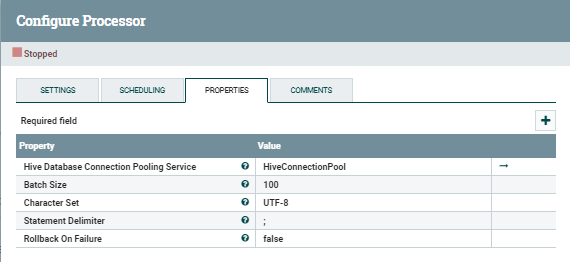 Configure Processor
Stopped
SETTINGS SCHEDULING PROPERTIES COMMENTS
Required field
Property Value
Hive Database Connection Pooling Service HiveConnectionPool
Batch Size 100
Character Set UTF-8
Statement Delimiter ;
Rollback On Failure false